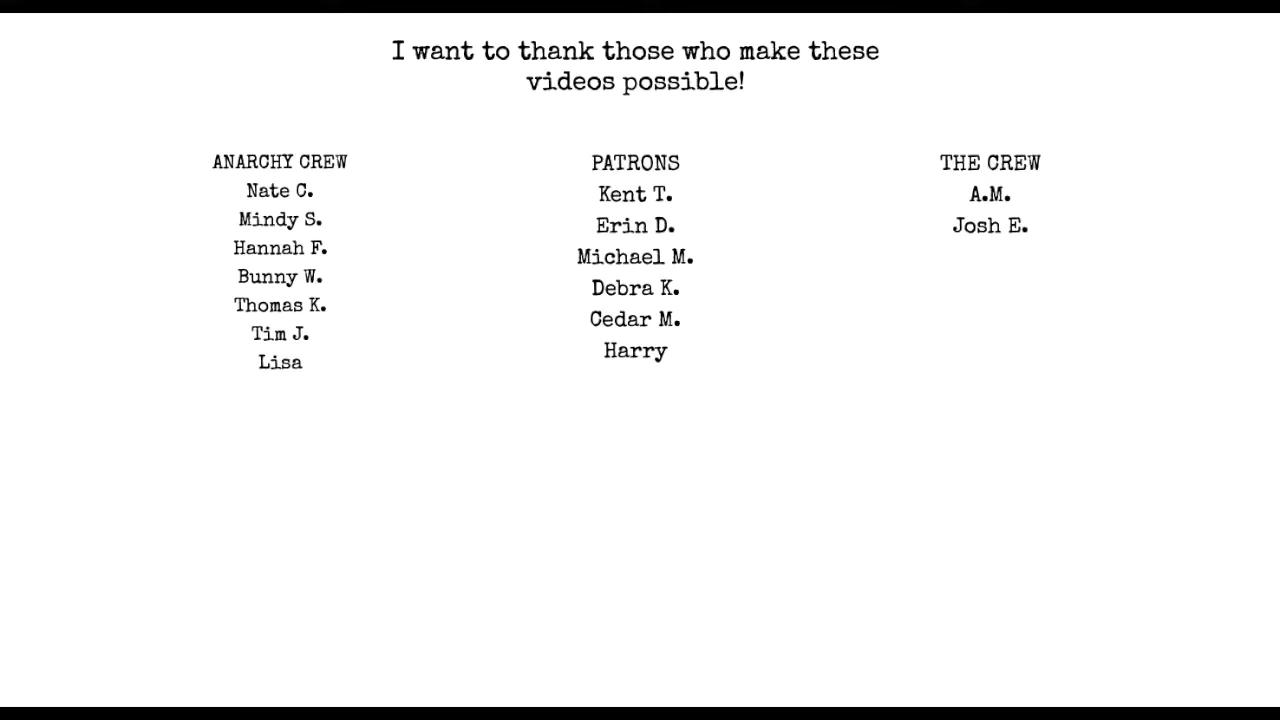 I want to thank those who make these
videos possible!
ANARCHY CREW
Nate C.
Mindy S.
Hannah F.
Bunny W.
Thomas K.
Tim J.
Lisa
PATRONS
Kent T.
Erin D.
Michael M.
Debra K.
Cedar M.
Harry
THE CREW
A.M.
Josh E.